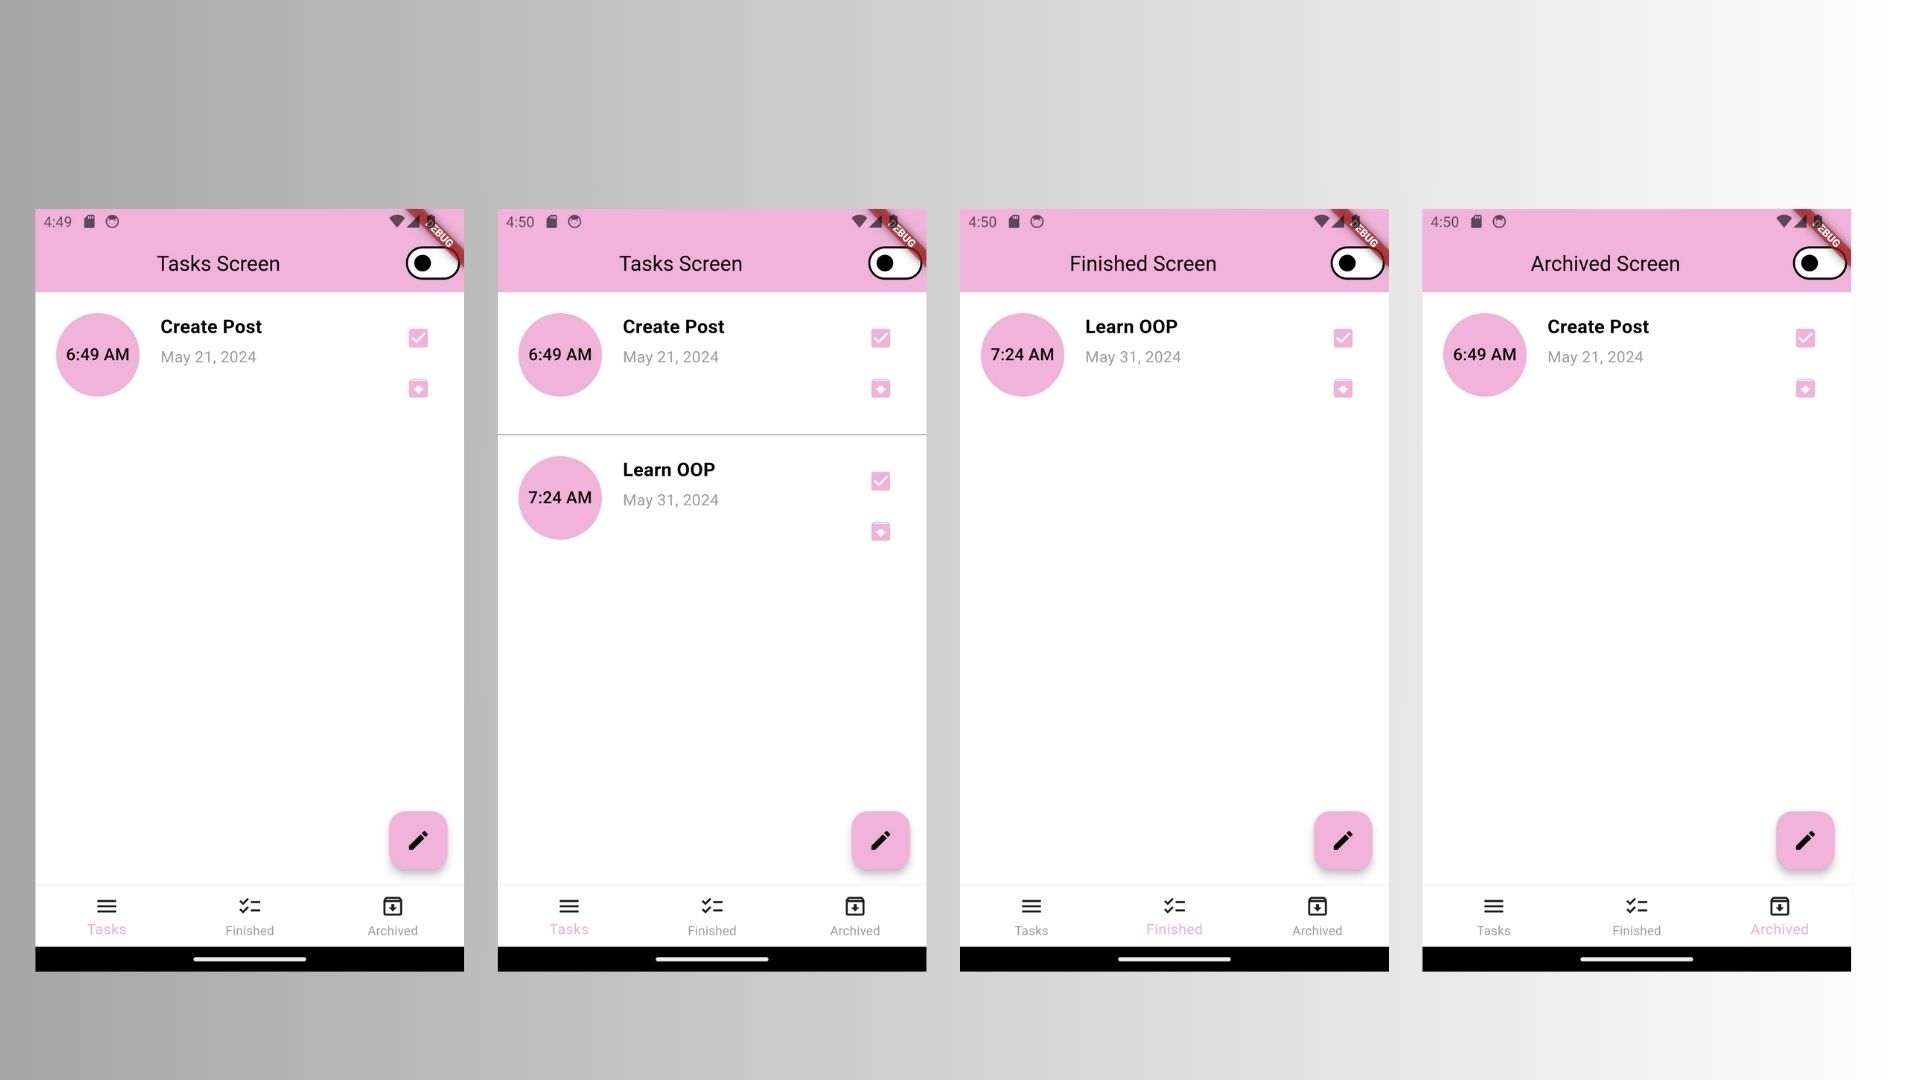 4:49
DEBUG
Tasks Screen
6:49 AM
Create Post
May 21, 2024
Tasks
Finished
Archived
4:50
DEBUG
Tasks Screen
6:49 AM
Create Post
May 21, 2024
7:24 AM
Learn OOP
May 31, 2024
Tasks
Finished
Archived
4:50
DEBUG
Finished Screen
7:24 AM
Learn OOP
May 31, 2024
Tasks
Finished
Archived
4:50
DEBUG
Archived Screen
6:49 AM
Create Post
May 21, 2024
Tasks
Finished
Archived